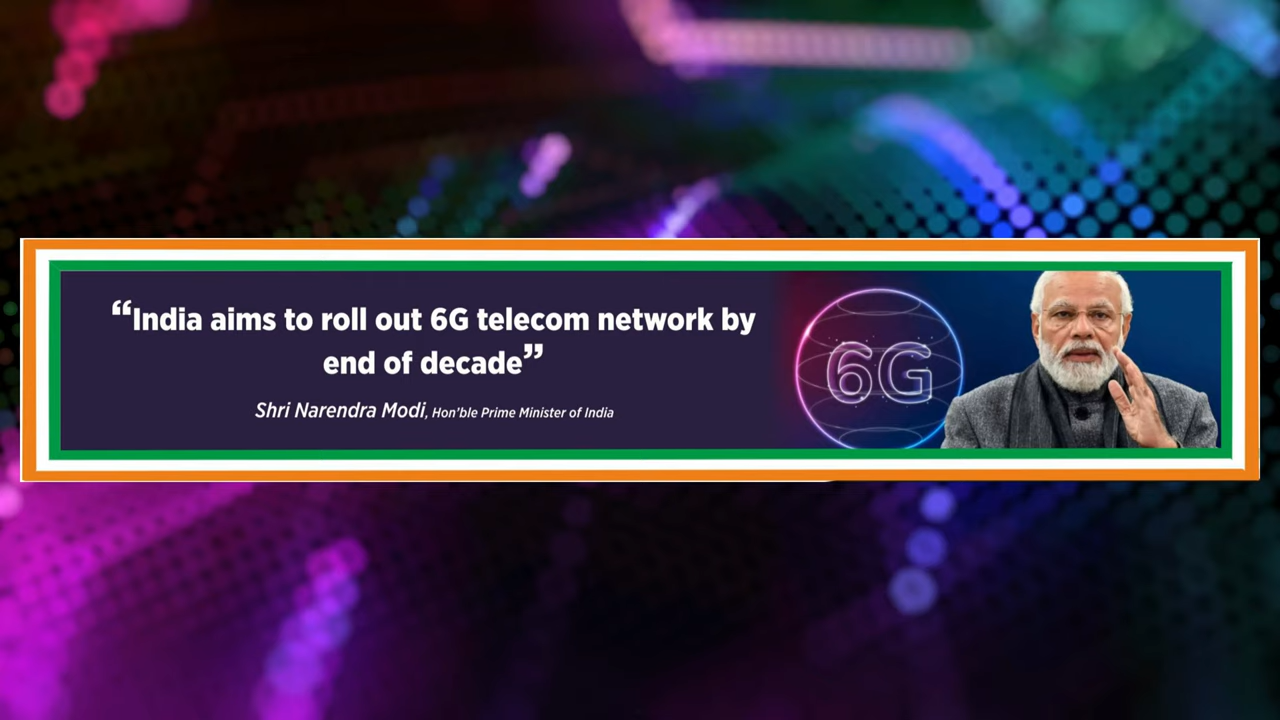 “India aims to roll out 6G telecom network by
end of decade”
Shri Narendra Modi, Hon’ble Prime Minister of India
6G